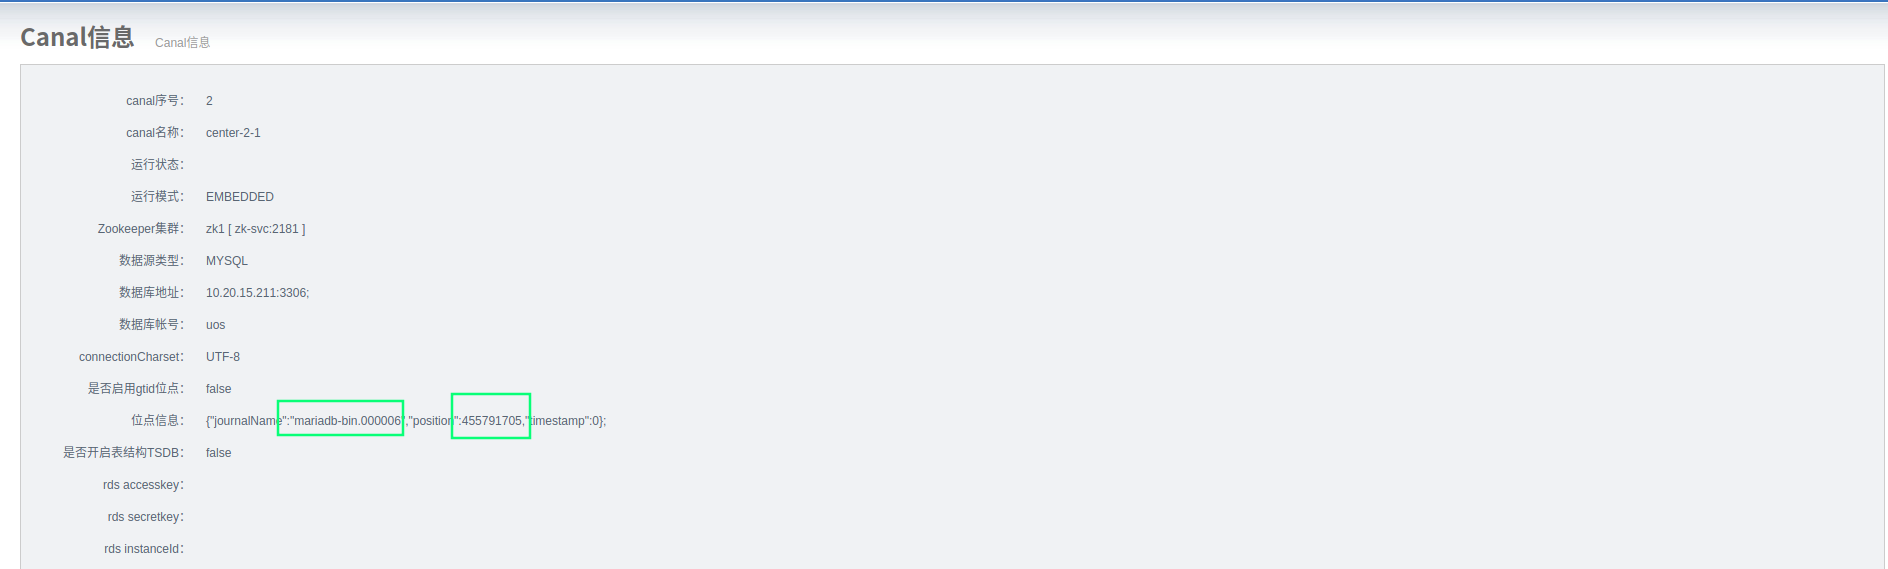 Canal信息 Canal信息
canal序号： 2
canal名称： center-2-1
运行状态：
运行模式： EMBEDDED
Zookeeper集群： zk1 [ zk-svc:2181 ]
数据源类型： MYSQL
数据库地址： 10.20.15.211:3306;
数据库帐号： uos
connectionCharset： UTF-8
是否启用gtid位点： false
位点信息： {"journalName":"mariadb-bin.000006","position":455791705,"timestamp":0};
是否开启表结构TSDB： false
rds accesskey：
rds secretkey：
rds instanceId：